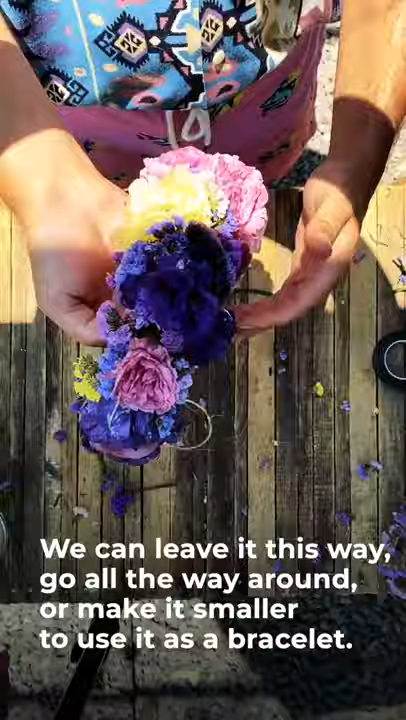 We can leave it this way,
go all the way around,
or make it smaller
to use it as a bracelet.